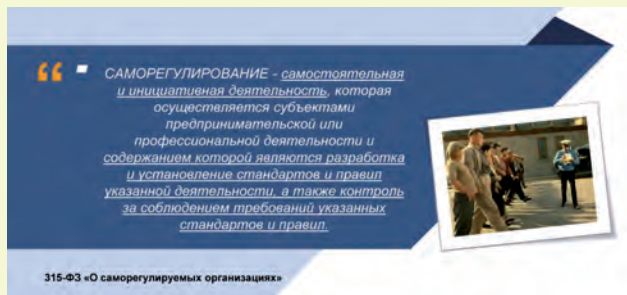 САМОРЕГУЛИРОВАНИЕ - самостоятельная
и инициативная деятельность, которая
осуществляется субъектами
предпринимательской или
профессиональной деятельности и
содержанием которой являются разработка
и установление стандартов и правил
указанной деятельности, а также контроль
за соблюдением требований указанных
стандартов и правил.
315-ФЗ «О саморегулируемых организациях»